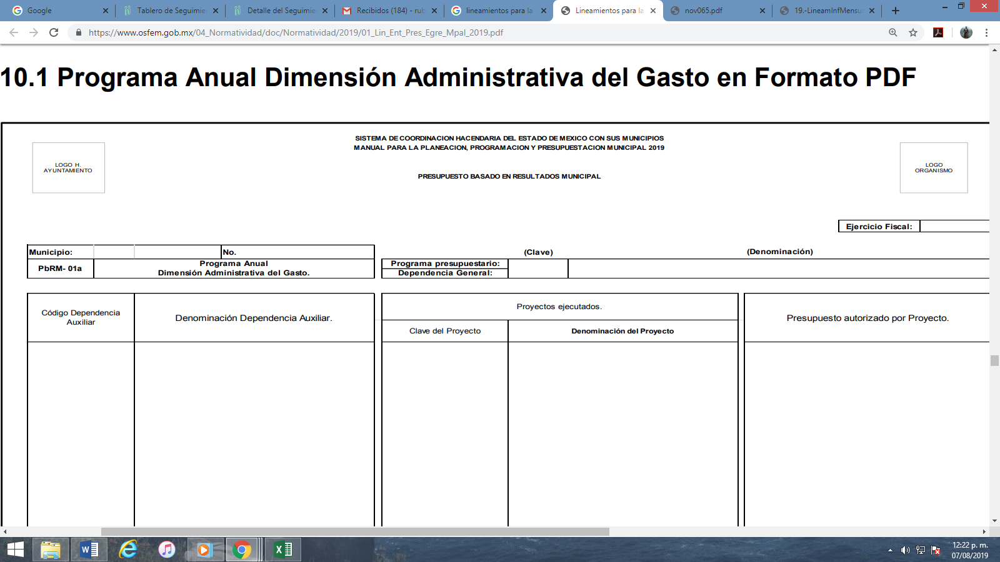 Google
Tablero de Seguimie
Detalle del Seguimie
Recibidos (184) - rub
lineamientos para la
Lineamientos para la
nov065.pdf
19.-LineamInfMensu
https://www.osfem.gob.mx/04_Normatividad/doc/Normatividad/2019/01_Lin_Ent_Pres_Egre_Mpal_2019.pdf
10.1 Programa Anual Dimensión Administrativa del Gasto en Formato PDF
SISTEMA DE COORDINACION HACENDARIA DEL ESTADO DE MEXICO CON SUS MUNICIPIOS
MANUAL PARA LA PLANEACION, PROGRAMACION Y PRESUPUESTACION MUNICIPAL 2019
LOGO H.
AYUNTAMIENTO
LOGO
ORGANISMO
PRESUPUESTO BASADO EN RESULTADOS MUNICIPAL
Ejercicio Fiscal:
Municipio:
No.
(Clave)
(Denominación)
PbRM- 01a
Programa Anual
Dimensión Administrativa del Gasto.
Programa presupuestario:
Dependencia General:
Código Dependencia
Auxiliar
Denominación Dependencia Auxiliar.
Proyectos ejecutados.
Clave del Proyecto
Denominación del Proyecto
Presupuesto autorizado por Proyecto.
12:22 p. m.
07/08/2019